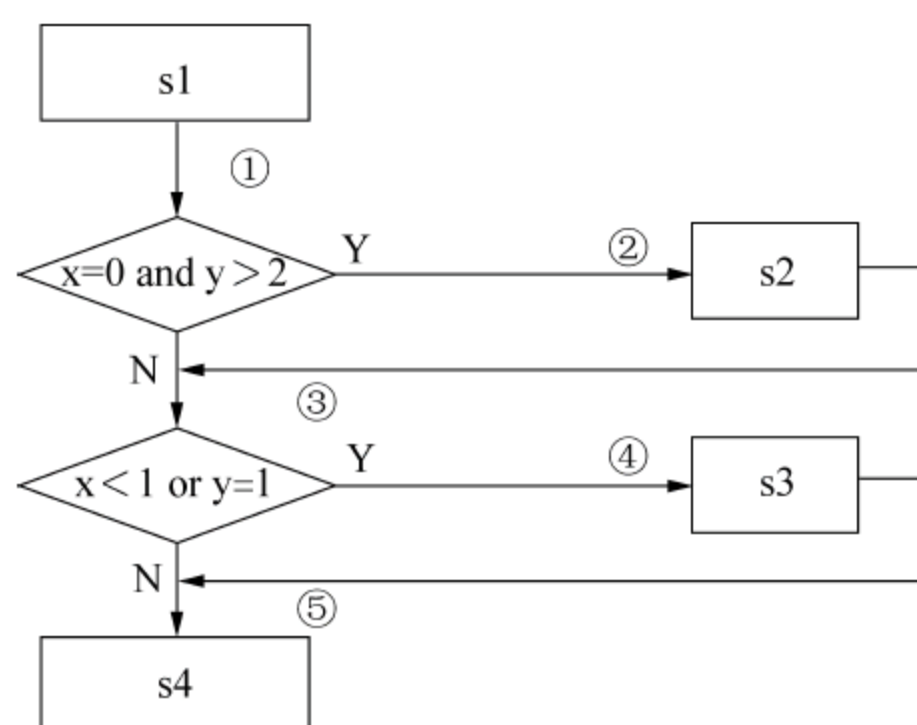 s1
①
x=0 and y>2
Y
②
s2
N
③
x<1 or y=1
Y
④
s3
N
⑤
s4